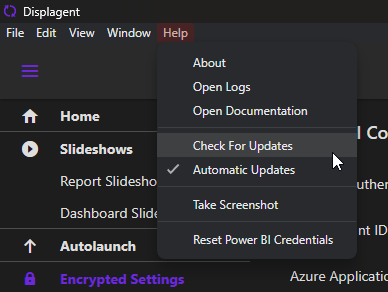 Displagent
File Edit View Window Help
About
Open Logs
Open Documentation
Check For Updates
Automatic Updates
Take Screenshot
Reset Power BI Credentials
Home
Slideshows
Report Slidesho
Dashboard Slide
Autolaunch
Encrypted Settings
l Co
uthen
nt ID
Azure Applicatio